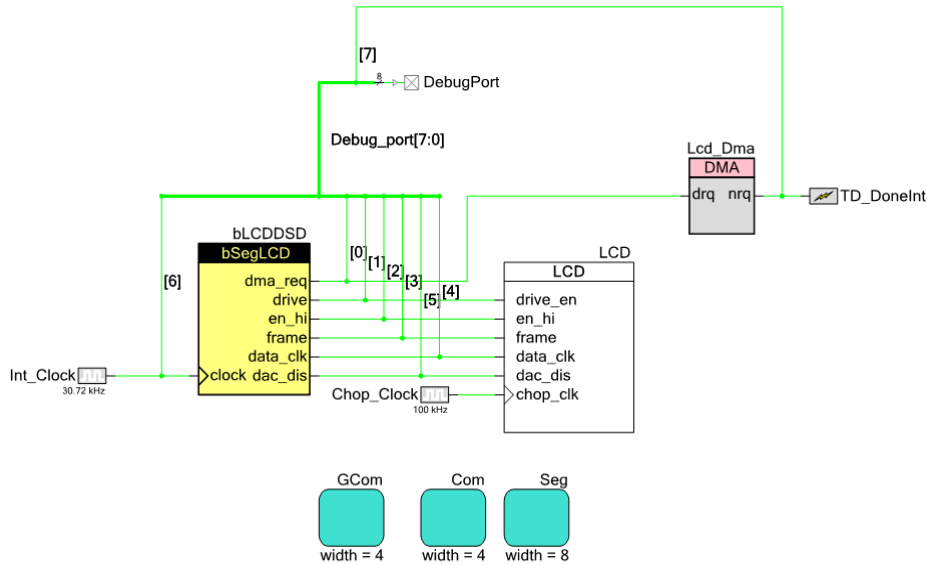 [7]
8
DebugPort
Debug_port[7:0]
Lcd_Dma
DMA
drq nrq
TD_DoneInt
bLCDDSD
bSegLCD
[6]
[0]
[1]
[2]
[3]
[5]
[4]
dma_req
drive
en_hi
frame
data_clk
clock dac_dis
Int_Clock
30.72 kHz
LCD
LCD
drive_en
en_hi
frame
data_clk
dac_dis
chop_clk
Chop_Clock
100 kHz
GCom
Com
Seg
width = 4
width = 4
width = 8